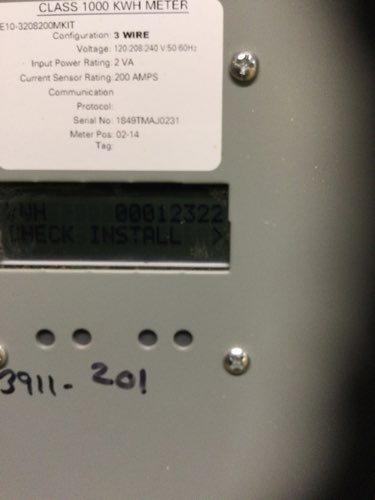 CLASS 1000 KWH METER
E10-3208200MKIT
Configuration: 3 WIRE
Voltage: 120:208:240 V:50:60Hz
Input Power Rating: 2 VA
Current Sensor Rating: 200 AMPS
Communication
Protocol:
Serial No: 1849TMAJ0231
Meter Pos: 02-14
Tag:
KWH 00012322
CHECK INSTALL >
3911-201